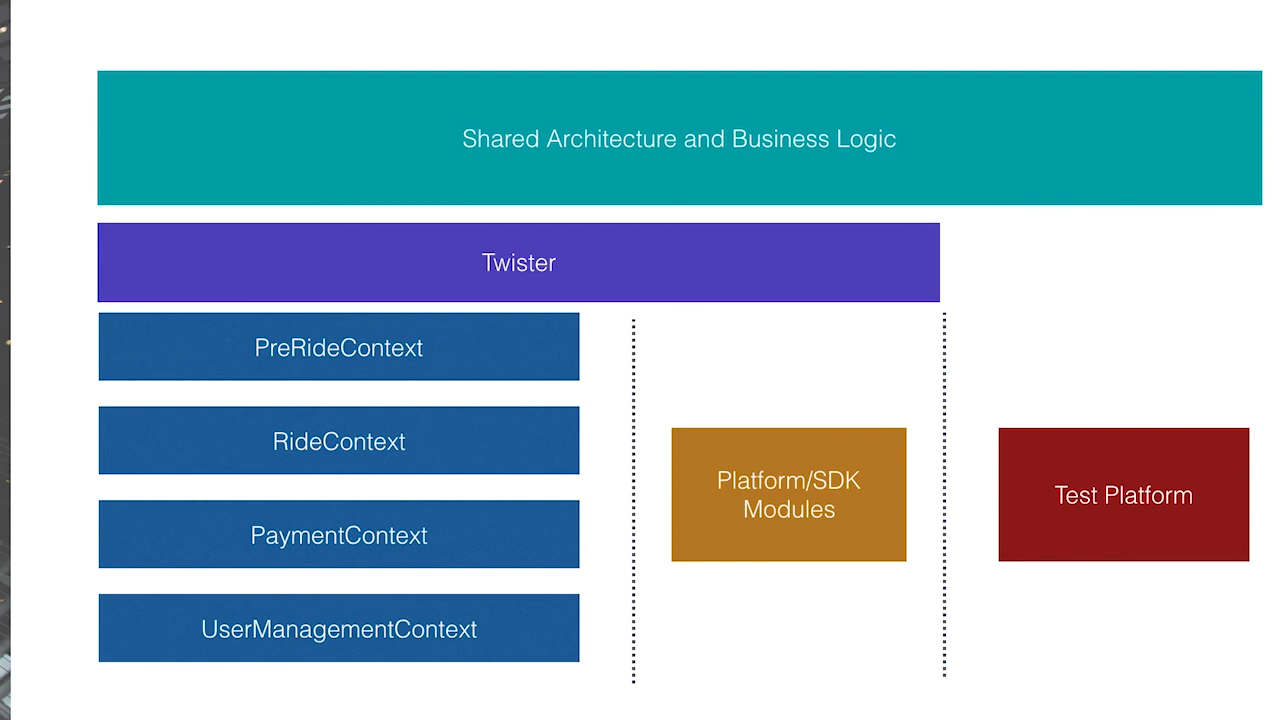 Shared Architecture and Business Logic
Twister
PreRideContext
RideContext
PaymentContext
UserManagementContext
Platform/SDK
Modules
Test Platform